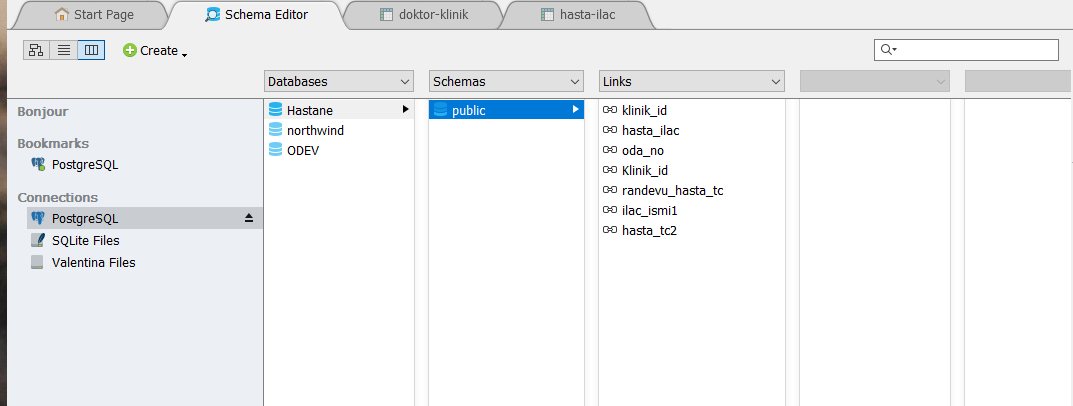 Start Page
Schema Editor
doktor-klinik
hasta-ilac
Create
Databases
Schemas
Links
Bonjour
Bookmarks
PostgreSQL
Connections
PostgreSQL
SQLite Files
Valentina Files
Hastane
northwind
ODEV
public
klinik_id
hasta_ilac
oda_no
Klinik_id
randevu_hasta_tc
ilac_ismi1
hasta_tc2